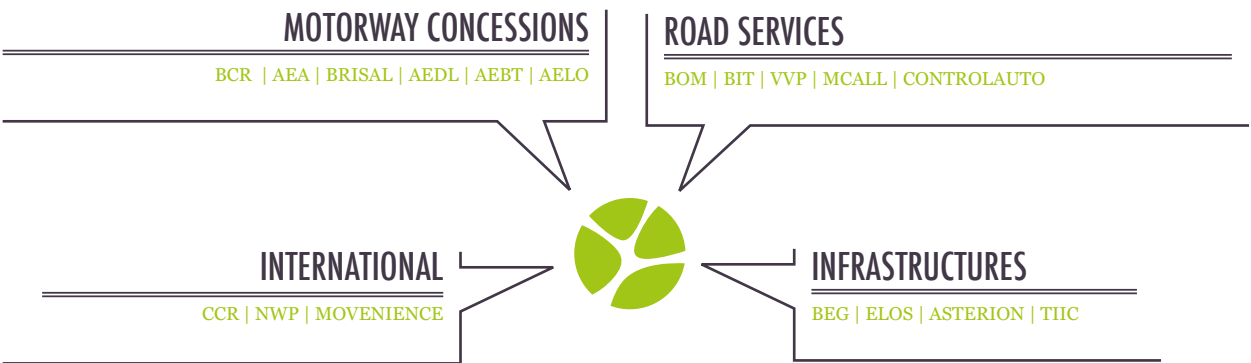 MOTORWAY CONCESSIONS
BCR | AEA | BRISAL | AEDL | AEBT | AELO
ROAD SERVICES
BOM | BIT | VVP | MCALL | CONTROLAUTO
INTERNATIONAL
CCR | NWP | MOVENIENCE
INFRASTRUCTURES
BEG | ELOS | ASTERION | TIIC